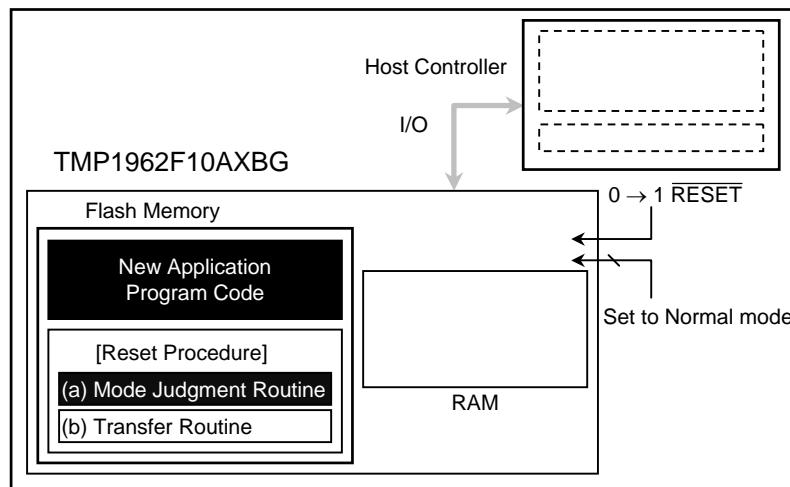 Host Controller
I/O
TMP1962F10AXBG
0 → 1 RESET
Flash Memory
New Application
Program Code
Set to Normal mode
[Reset Procedure]
(a) Mode Judgment Routine
RAM
(b) Transfer Routine